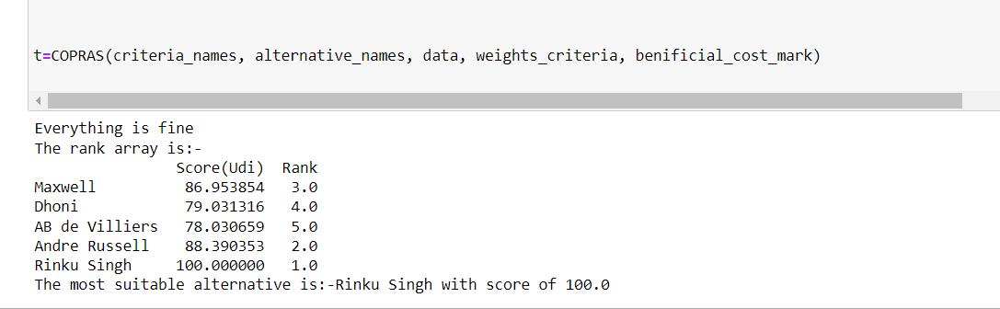 t=COPRAS(criteria_names, alternative_names, data, weights_criteria, benificial_cost_mark)
Everything is fine
The rank array is:-
Score(Udi) Rank
Maxwell 86.953854 3.0
Dhoni 79.031316 4.0
AB de Villiers 78.030659 5.0
Andre Russell 88.390353 2.0
Rinku Singh 100.000000 1.0
The most suitable alternative is:-Rinku Singh with score of 100.0